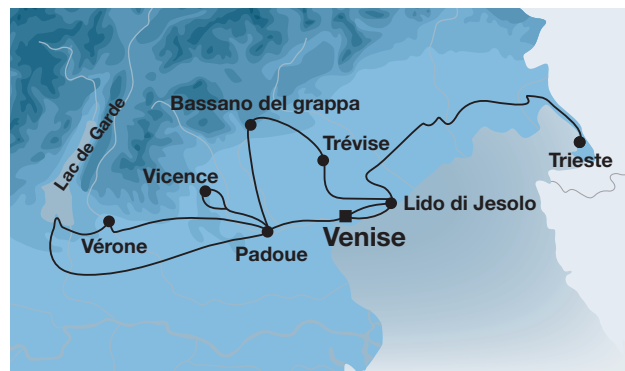 Lac de Garde
Bassano del grappa
Trévise
Trieste
Vicence
Lido di Jesolo
Vérone
Padoue
Venise